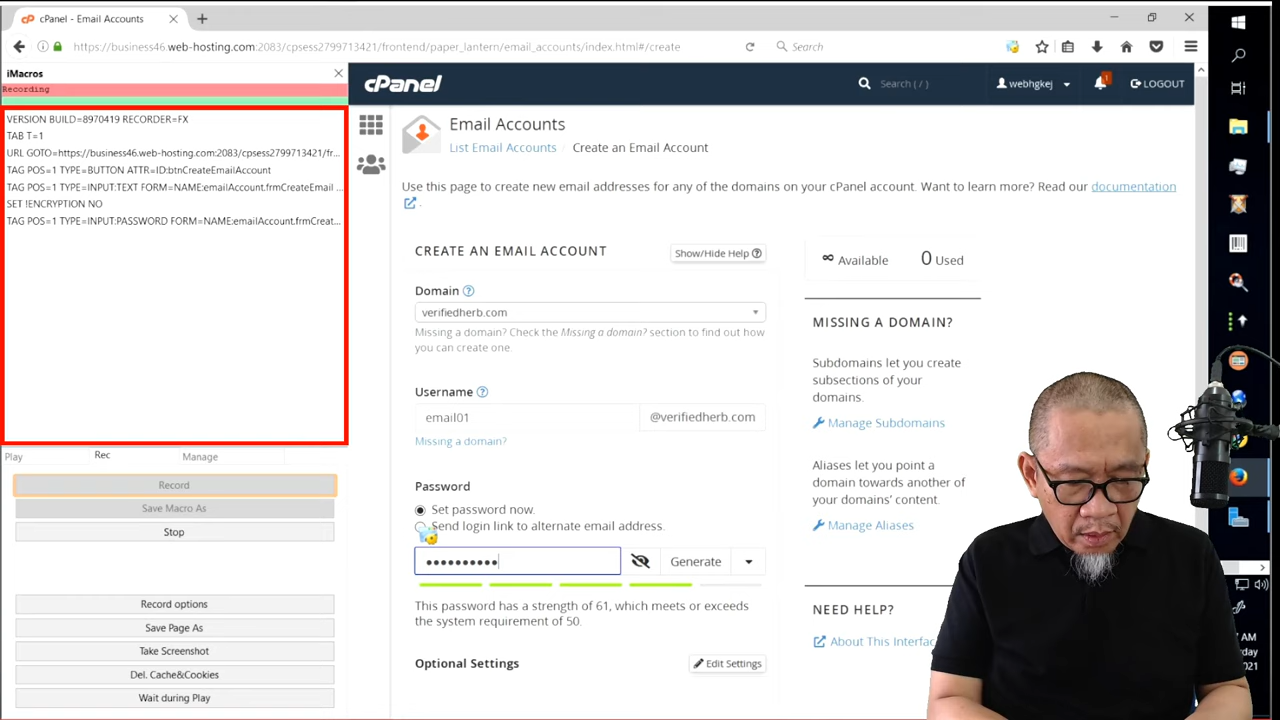 cPanel - Email Accounts
https://business46.web-hosting.com:2083/cpsess2799713421/frontend/paper_lantern/email_accounts/index.html#/create
Search
iMacros
Recording
VERSION BUILD=8970419 RECORDER=FX
TAB T=1
URL GOTO=https://business46.web-hosting.com:2083/cpsess2799713421/fr...
TAG POS=1 TYPE=BUTTON ATTR=ID:btnCreateEmailAccount
TAG POS=1 TYPE=INPUT:TEXT FORM=NAME:emailAccount.frmCreateEmail ...
SET !ENCRYPTION NO
TAG POS=1 TYPE=INPUT:PASSWORD FORM=NAME:emailAccount.frmCreat...
Play
Rec
Manage
Record
Save Macro As
Stop
Record options
Save Page As
Take Screenshot
Del. Cache&Cookies
Wait during Play
cPanel
Search ( / )
webhgkej
1
LOGOUT
Email Accounts
List Email Accounts / Create an Email Account
Use this page to create new email addresses for any of the domains on your cPanel account. Want to learn more? Read our documentation
.
CREATE AN EMAIL ACCOUNT
Show/Hide Help
Domain
verifiedherb.com
Missing a domain? Check the Missing a domain? section to find out how
you can create one.
Username
email01
@verifiedherb.com
Missing a domain?
Password
Set password now.
Send login link to alternate email address.
Generate
This password has a strength of 61, which meets or exceeds
the system requirement of 50.
Optional Settings
Edit Settings
∞ Available
0 Used
MISSING A DOMAIN?
Subdomains let you create
subsections of your
domains.
Manage Subdomains
Aliases let you point a
domain towards another of
your domains' content.
Manage Aliases
NEED HELP?
About This Interfac
7 AM
2021